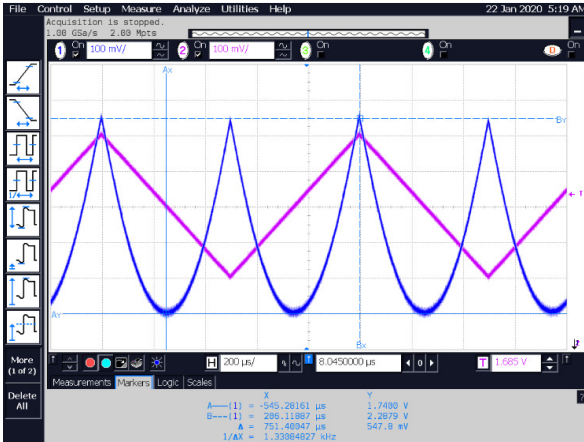 File Control Setup Measure Analyze Utilities Help 22 Jan 2020 5:19 AM
Acquisition is stopped.
1.00 GSa/s 2.00 Mpts
1 On 100 mV/ 2 On 100 mV/ 3 On 4 On D On
Ax
By
T
Ay
Bx
More
(1 of 2)
Delete
All
H 200 µs/ 8.0450000 µs 0 T 1.685 V
Measurements Markers Logic Scales
X Y
A---(1) = -545.28161 µs 1.7400 V
B---(1) = 206.11887 µs 2.2879 V
Δ = 751.40047 µs 547.8 mV
1/ΔX = 1.33084827 kHz